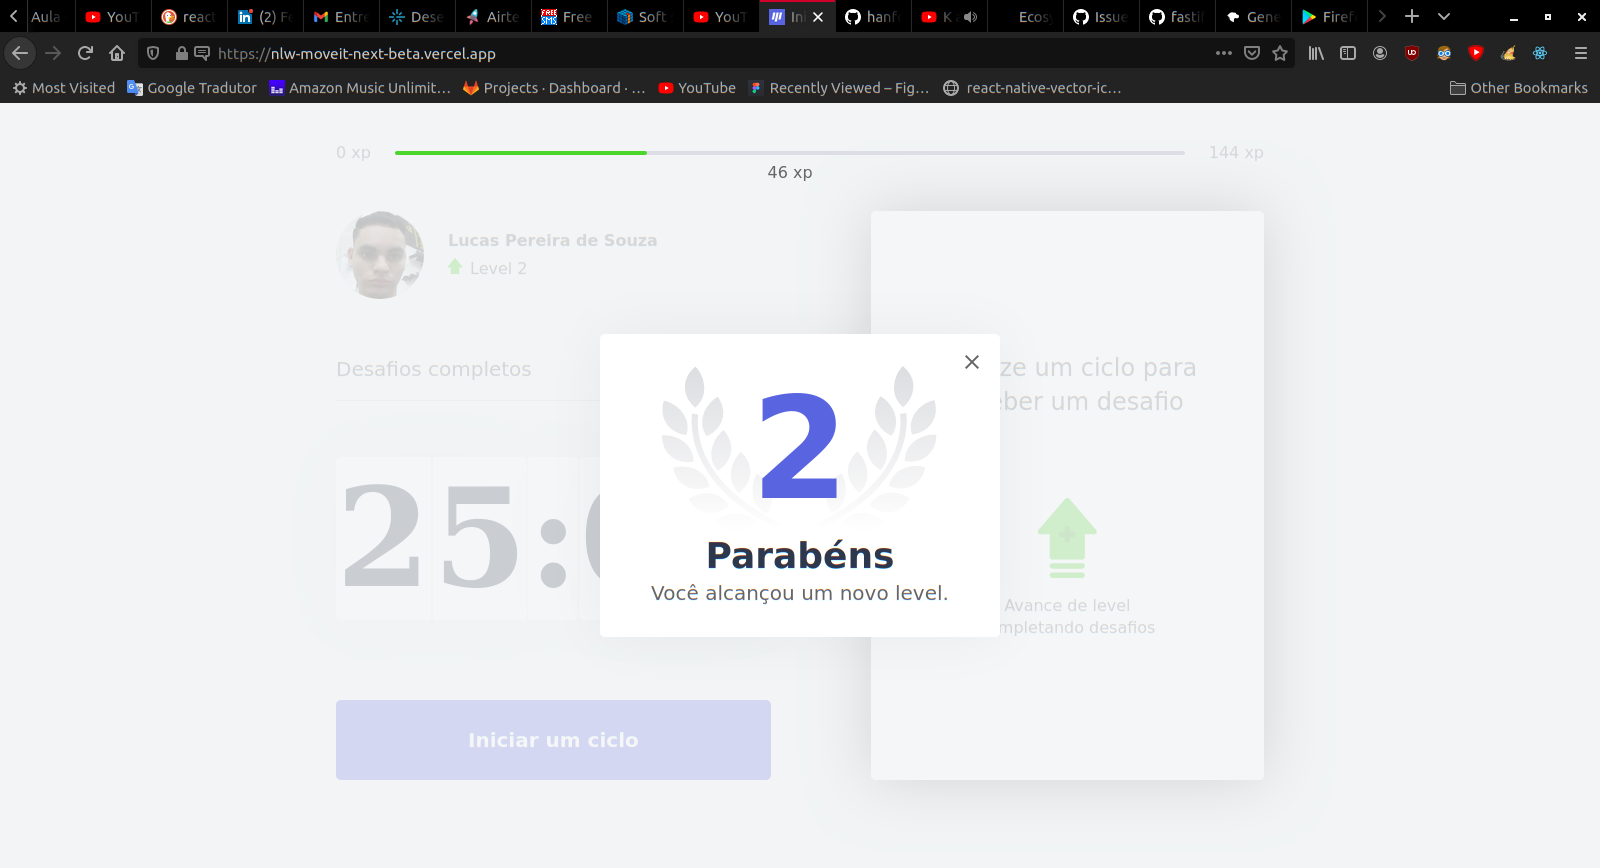 Aula
YouT
react
(2) Fe
Entre
Dese
Airte
Free
Soft
YouT
In
hanf
K
Ecosy
Issue
fasti
Gene
Firef
https://nlw-moveit-next-beta.vercel.app
Most Visited
Google Tradutor
Amazon Music Unlimit…
Projects · Dashboard · …
YouTube
Recently Viewed – Fig…
react-native-vector-ic…
Other Bookmarks
0 xp
144 xp
46 xp
Lucas Pereira de Souza
Level 2
Desafios completos
ze um ciclo para
eber um desafio
25:
2
Parabéns
Você alcançou um novo level.
Avance de level
mpletando desafios
Iniciar um ciclo